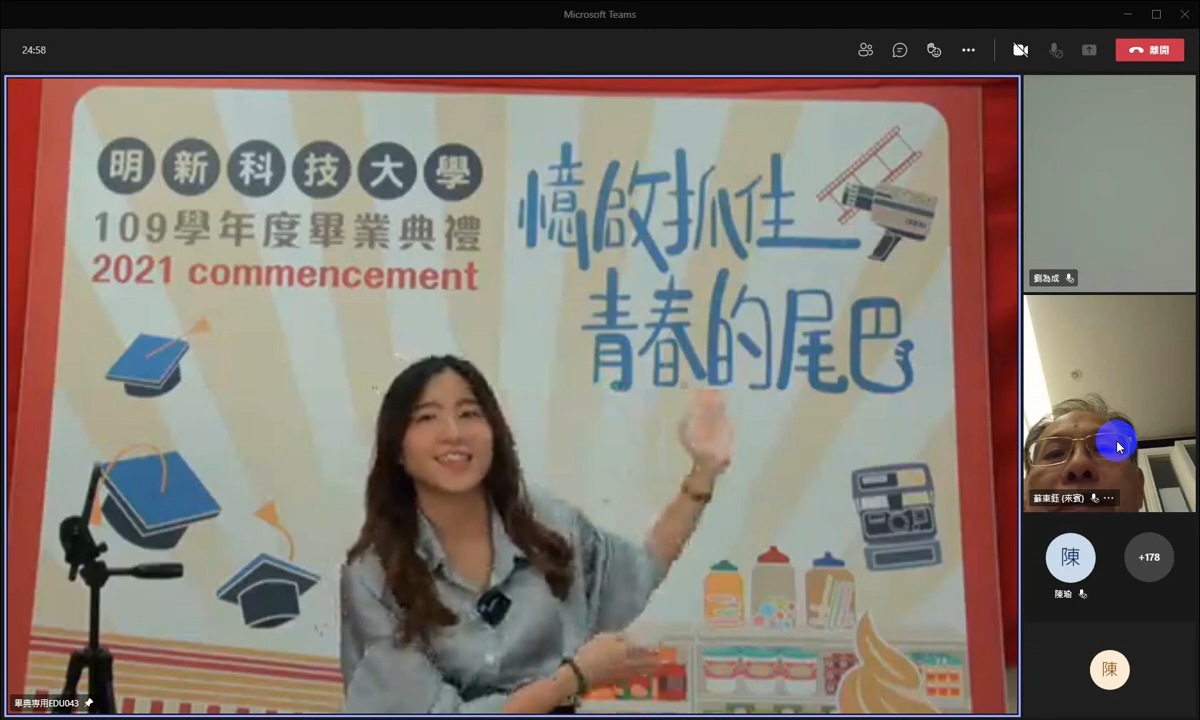 Microsoft Teams
24:58
離開
明新科技大學
109學年度畢業典禮
2021 commencement
憶啟抓住
青春的尾巴
劉為成
蘇東鈺 (來賓)
陳
+178
陳瑜
陳
畢典專用EDU043